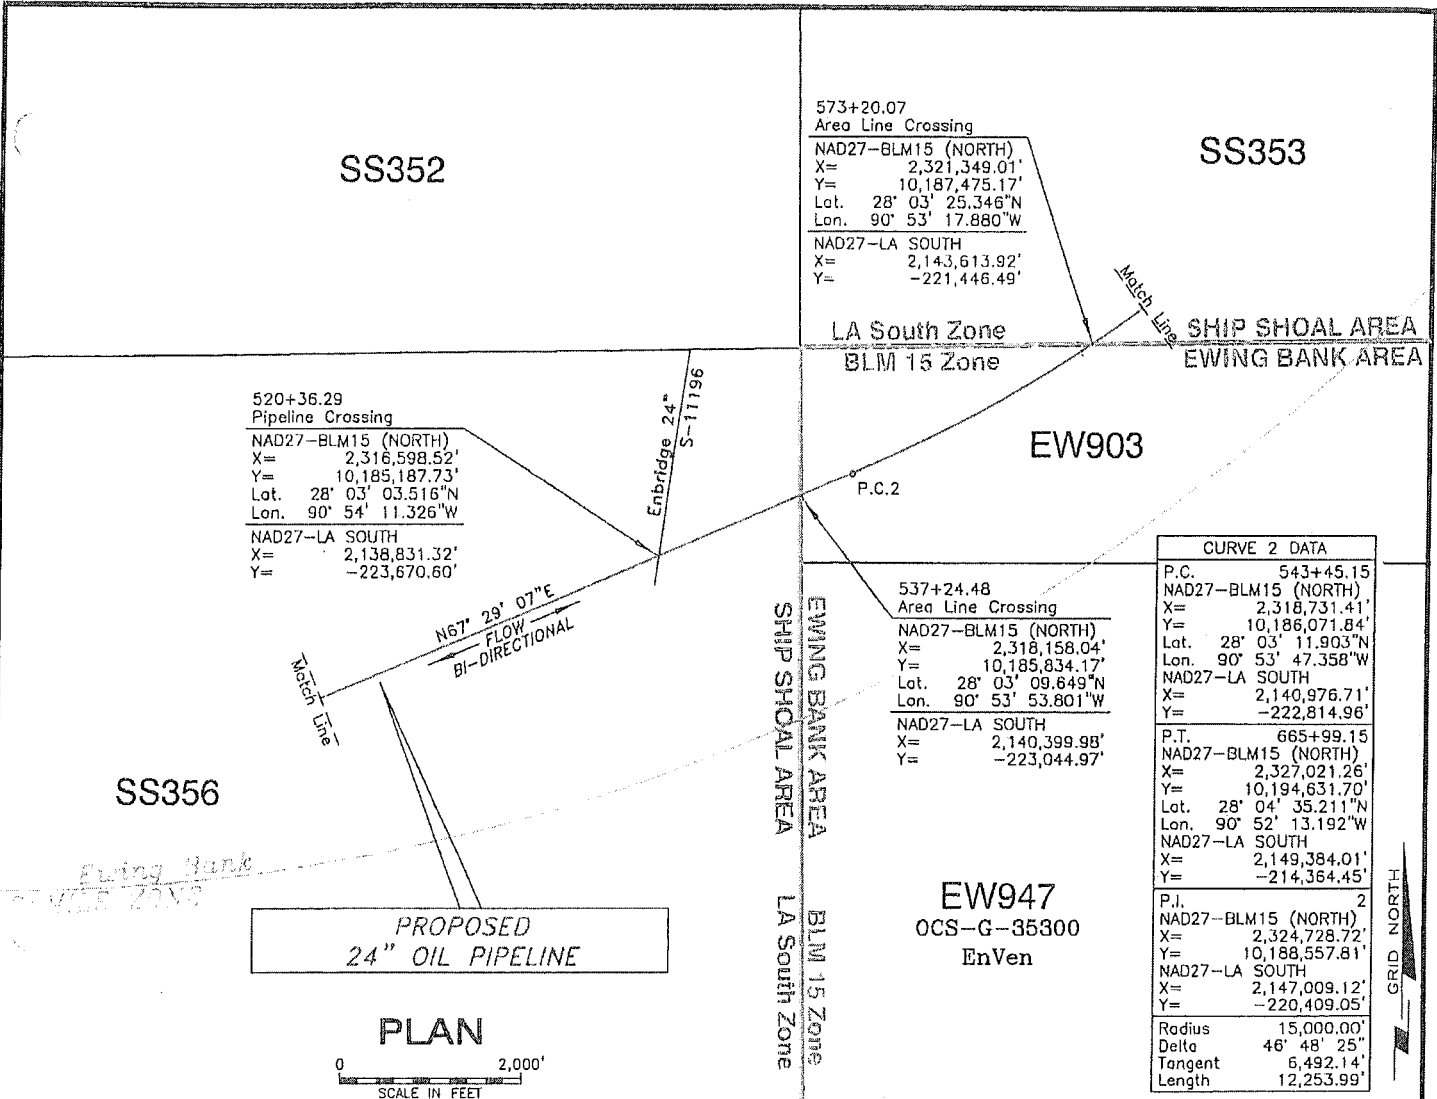 SS352
573+20.07
Area Line Crossing
NAD27-BLM15 (NORTH)
X= 2,321,349.01'
Y= 10,187,475.17'
Lat. 28° 03' 25.346"N
Lon. 90° 53' 17.880"W
NAD27-LA SOUTH
X= 2,143,613.92'
Y= -221,446.49'
SS353
Match Line
LA South Zone
SHIP SHOAL AREA
BLM 15 Zone
EWING BANK AREA
520+36.29
Pipeline Crossing
NAD27-BLM15 (NORTH)
X= 2,316,598.52'
Y= 10,185,187.73'
Lat. 28° 03' 03.516"N
Lon. 90° 54' 11.326"W
NAD27-LA SOUTH
X= 2,138,831.32'
Y= -223,670.60'
Enbridge 24"
S-11196
EW903
P.C.2
N67° 29' 07"E
FLOW
BI-DIRECTIONAL
Match Line
SS356
537+24.48
Area Line Crossing
NAD27-BLM15 (NORTH)
X= 2,318,158.04'
Y= 10,185,834.17'
Lat. 28° 03' 09.649"N
Lon. 90° 53' 53.801"W
NAD27-LA SOUTH
X= 2,140,399.98'
Y= -223,044.97'
EWING BANK AREA
SHIP SHOAL AREA
BLM 15 Zone
LA South Zone
Ewing Bank
PROPOSED
24" OIL PIPELINE
EW947
OCS-G-35300
EnVen
PLAN
0 2,000'
SCALE IN FEET
CURVE 2 DATA
P.C. 543+45.15
NAD27-BLM15 (NORTH)
X= 2,318,731.41'
Y= 10,186,071.84'
Lat. 28° 03' 11.903"N
Lon. 90° 53' 47.358"W
NAD27-LA SOUTH
X= 2,140,976.71'
Y= -222,814.96'
P.T. 665+99.15
NAD27-BLM15 (NORTH)
X= 2,327,021.26'
Y= 10,194,631.70'
Lat. 28° 04' 35.211"N
Lon. 90° 52' 13.192"W
NAD27-LA SOUTH
X= 2,149,384.01'
Y= -214,364.45'
P.I. 2
NAD27-BLM15 (NORTH)
X= 2,324,728.72'
Y= 10,188,557.81'
NAD27-LA SOUTH
X= 2,147,009.12'
Y= -220,409.05'
Radius 15,000.00'
Delta 46° 48' 25"
Tangent 6,492.14'
Length 12,253.99'
GRID NORTH